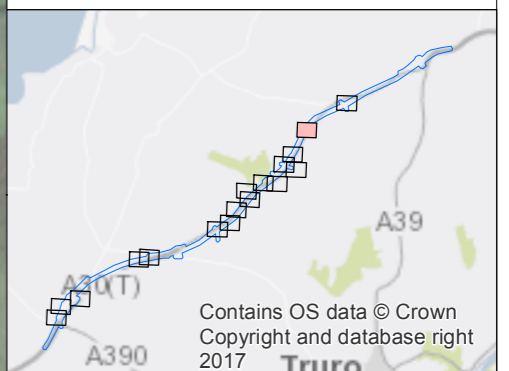 A39
A30(T)
Contains OS data © Crown
Copyright and database right
2017
A390
Truro